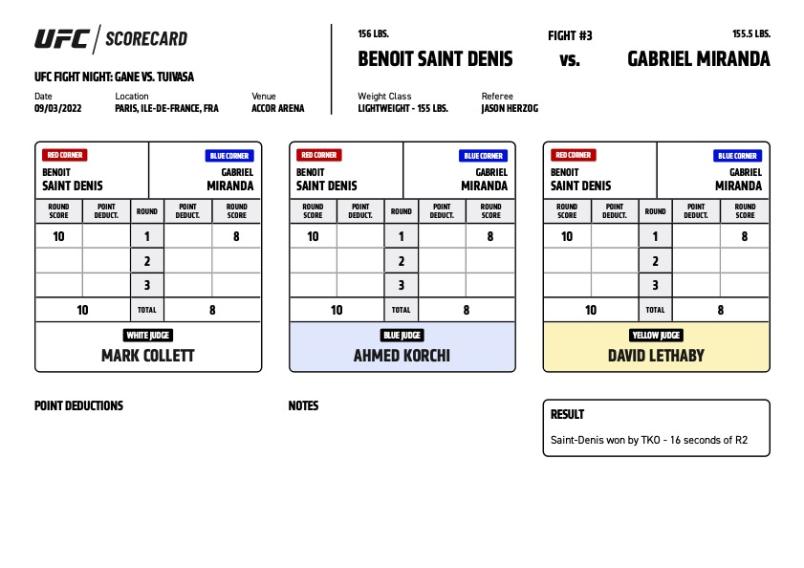 UFC / SCORECARD
UFC FIGHT NIGHT: GANE VS. TUIVASA
Date Location Venue
09/03/2022 PARIS, ILE-DE-FRANCE, FRA ACCOR ARENA
156 LBS. FIGHT #3 155.5 LBS.
BENOIT SAINT DENIS VS. GABRIEL MIRANDA
Weight Class Referee
LIGHTWEIGHT - 155 LBS. JASON HERZOG
RED CORNER BLUE CORNER
BENOIT GABRIEL
SAINT DENIS MIRANDA
ROUND SCORE POINT DEDUCT. ROUND POINT DEDUCT. ROUND SCORE
10 1 8
2
3
10 TOTAL 8
WHITE JUDGE
MARK COLLETT
RED CORNER BLUE CORNER
BENOIT GABRIEL
SAINT DENIS MIRANDA
ROUND SCORE POINT DEDUCT. ROUND POINT DEDUCT. ROUND SCORE
10 1 8
2
3
10 TOTAL 8
BLUE JUDGE
AHMED KORCHI
RED CORNER BLUE CORNER
BENOIT GABRIEL
SAINT DENIS MIRANDA
ROUND SCORE POINT DEDUCT. ROUND POINT DEDUCT. ROUND SCORE
10 1 8
2
3
10 TOTAL 8
YELLOW JUDGE
DAVID LETHABY
POINT DEDUCTIONS
NOTES
RESULT
Saint-Denis won by TKO - 16 seconds of R2